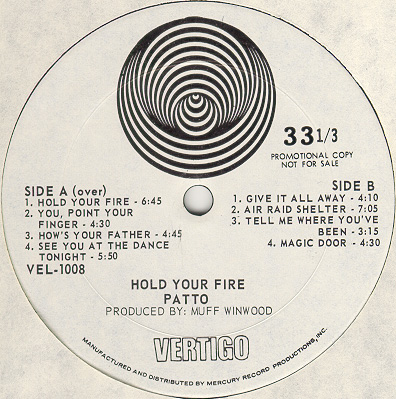 33 1/3
PROMOTIONAL COPY
NOT FOR SALE
SIDE A (over)
1. HOLD YOUR FIRE - 6:45
2. YOU, POINT YOUR
FINGER - 4:30
3. HOW'S YOUR FATHER - 4:45
4. SEE YOU AT THE DANCE
TONIGHT - 5:50
VEL-1008
SIDE B
1. GIVE IT ALL AWAY - 4:10
2. AIR RAID SHELTER - 7:05
3. TELL ME WHERE YOU'VE
BEEN - 3:15
4. MAGIC DOOR - 4:30
HOLD YOUR FIRE
PATTO
PRODUCED BY: MUFF WINWOOD
VERTIGO
MANUFACTURED AND DISTRIBUTED BY MERCURY RECORD PRODUCTIONS, INC.